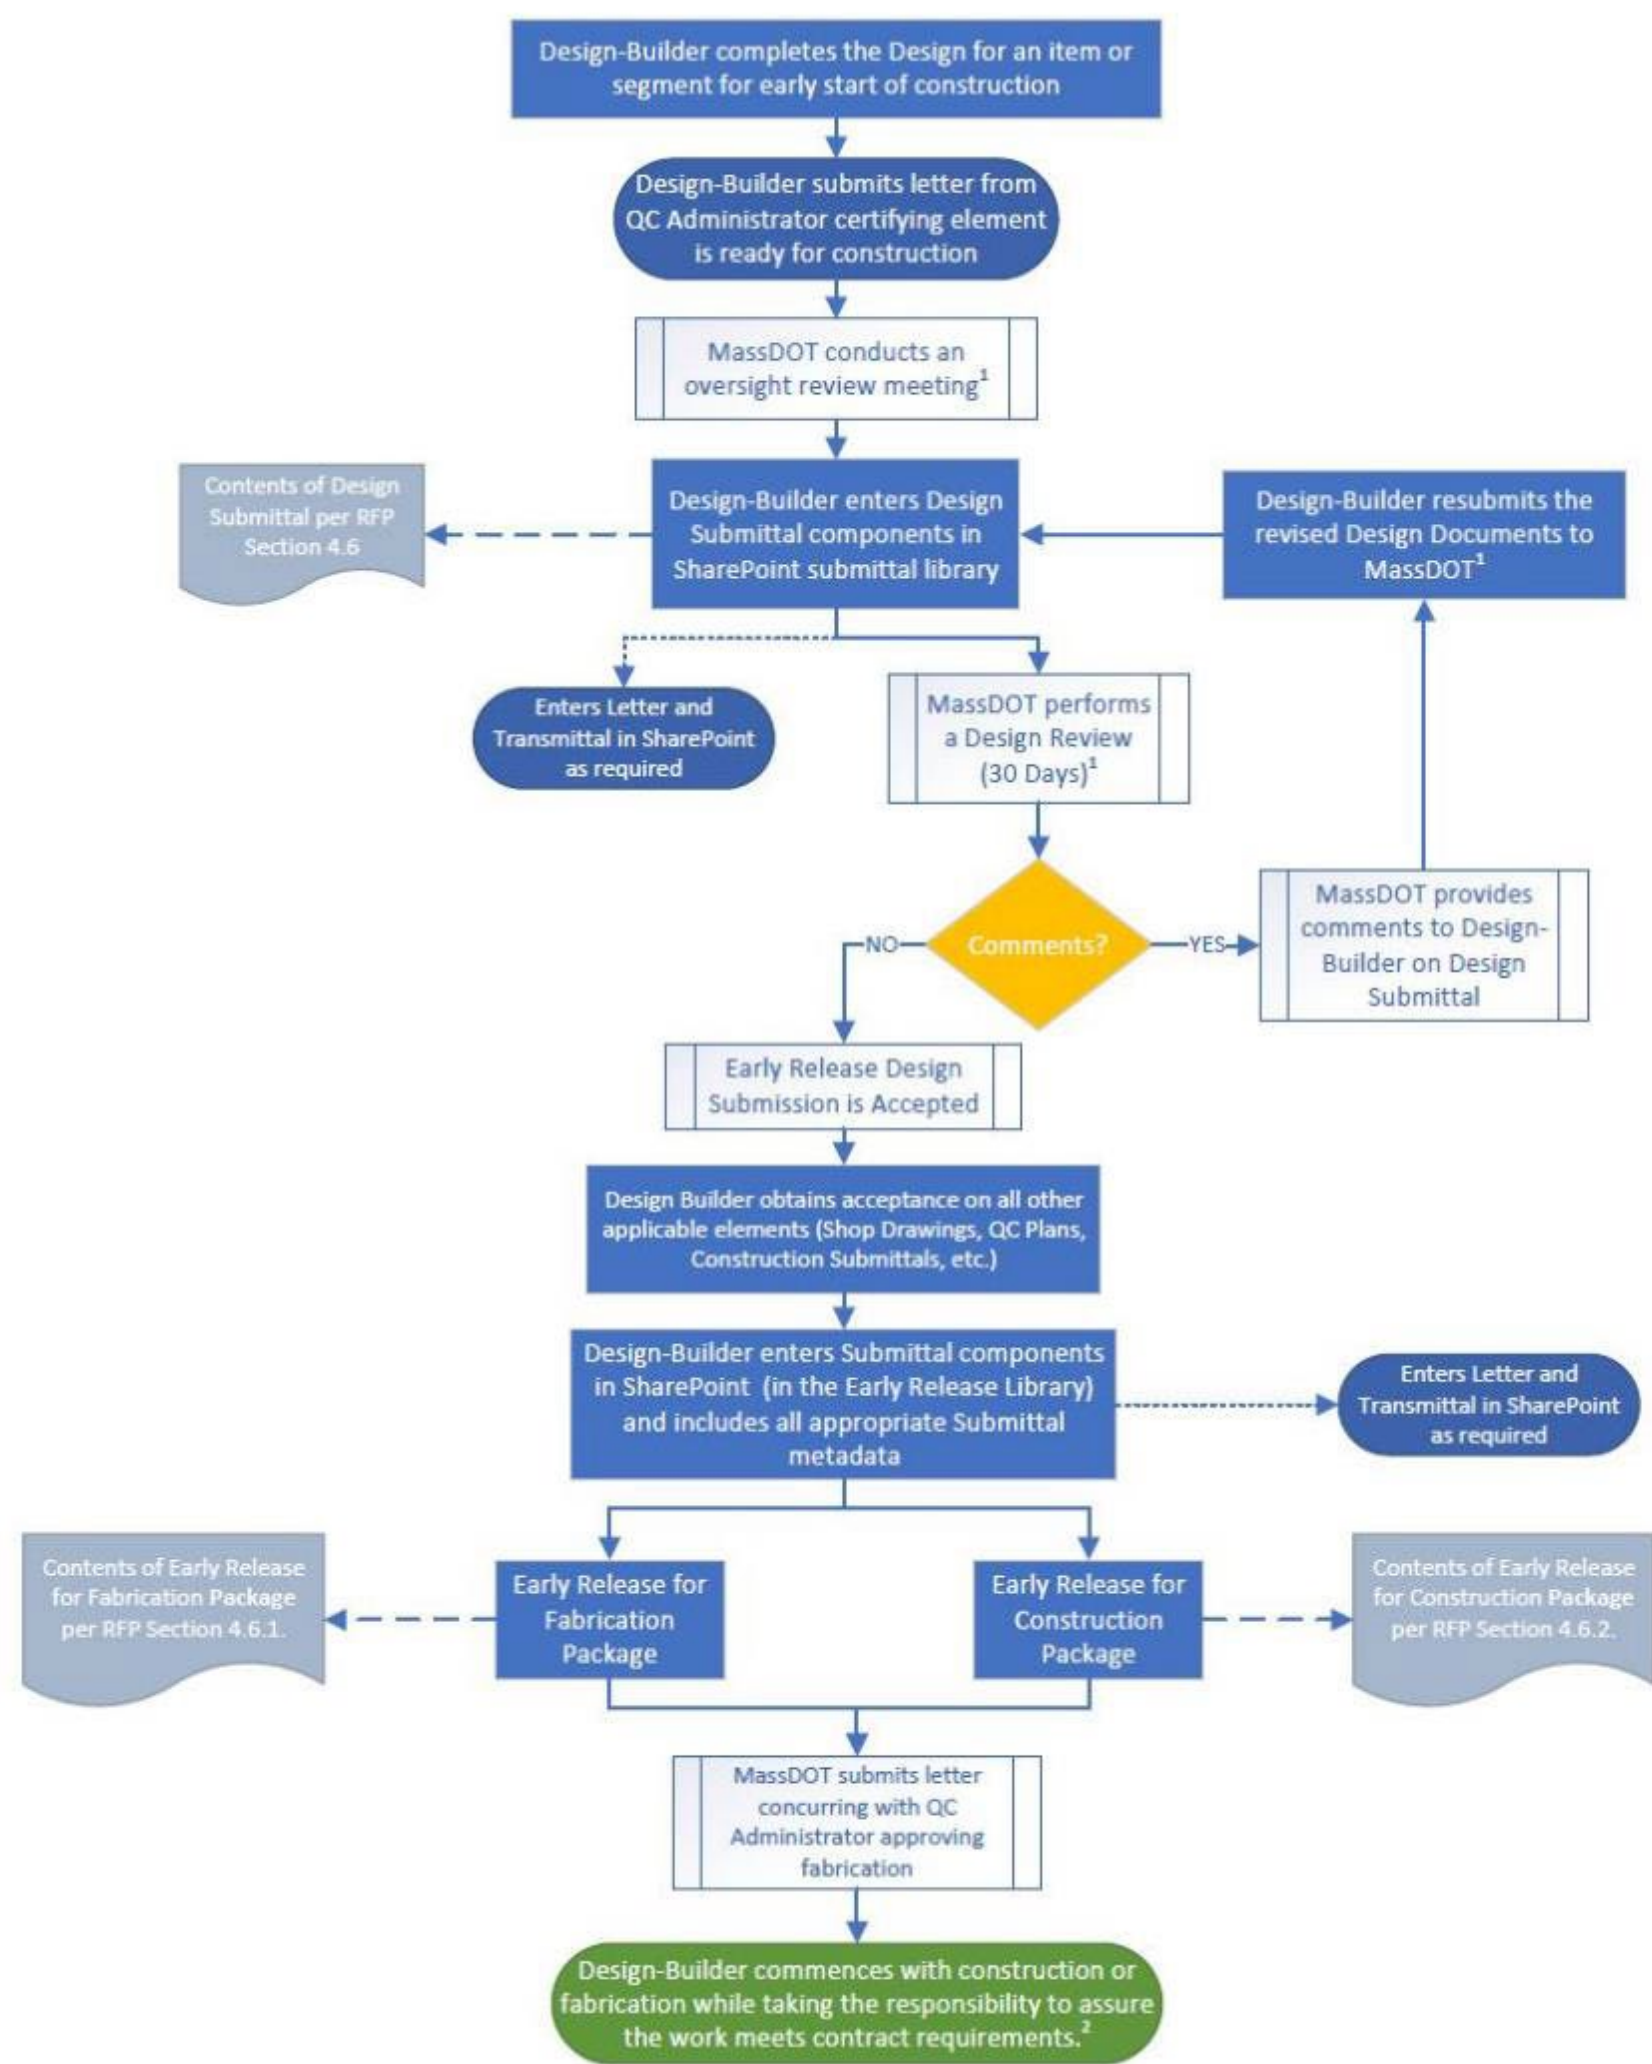 Design-Builder completes the Design for an item or
segment for early start of construction
Design-Builder submits letter from
QC Administrator certifying element
is ready for construction
MassDOT conducts an
oversight review meeting¹
Contents of Design
Submittal per RFP
Section 4.6
Design-Builder enters Design
Submittal components in
SharePoint submittal library
Design-Builder resubmits the
revised Design Documents to
MassDOT¹
Enters Letter and
Transmittal in SharePoint
as required
MassDOT performs
a Design Review
(30 Days)¹
NO
Comments?
YES
MassDOT provides
comments to Design-
Builder on Design
Submittal
Early Release Design
Submission is Accepted
Design Builder obtains acceptance on all other
applicable elements (Shop Drawings, QC Plans,
Construction Submittals, etc.)
Design-Builder enters Submittal components
in SharePoint (in the Early Release Library)
and includes all appropriate Submittal
metadata
Enters Letter and
Transmittal in SharePoint
as required
Contents of Early Release
for Fabrication Package
per RFP Section 4.6.1.
Early Release for
Fabrication
Package
Early Release for
Construction
Package
Contents of Early Release
for Construction Package
per RFP Section 4.6.2.
MassDOT submits letter
concurring with QC
Administrator approving
fabrication
Design-Builder commences with construction or
fabrication while taking the responsibility to assure
the work meets contract requirements.²